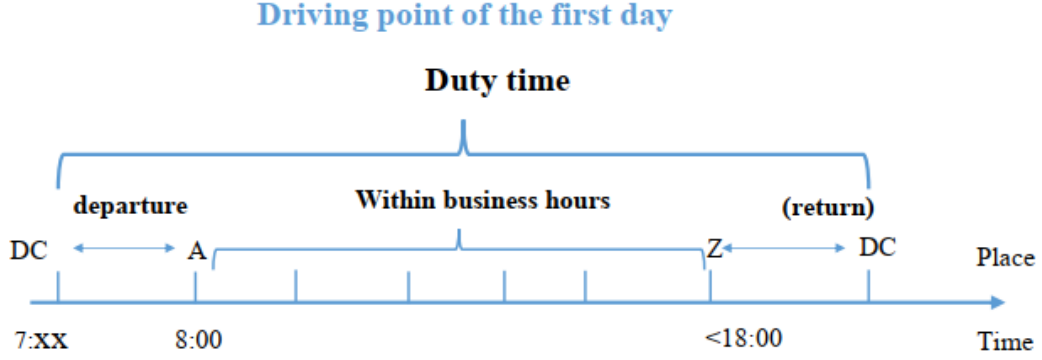 Driving point of the first day
Duty time
departure
Within business hours
(return)
DC
A
Z
DC
Place
7:XX
8:00
<18:00
Time